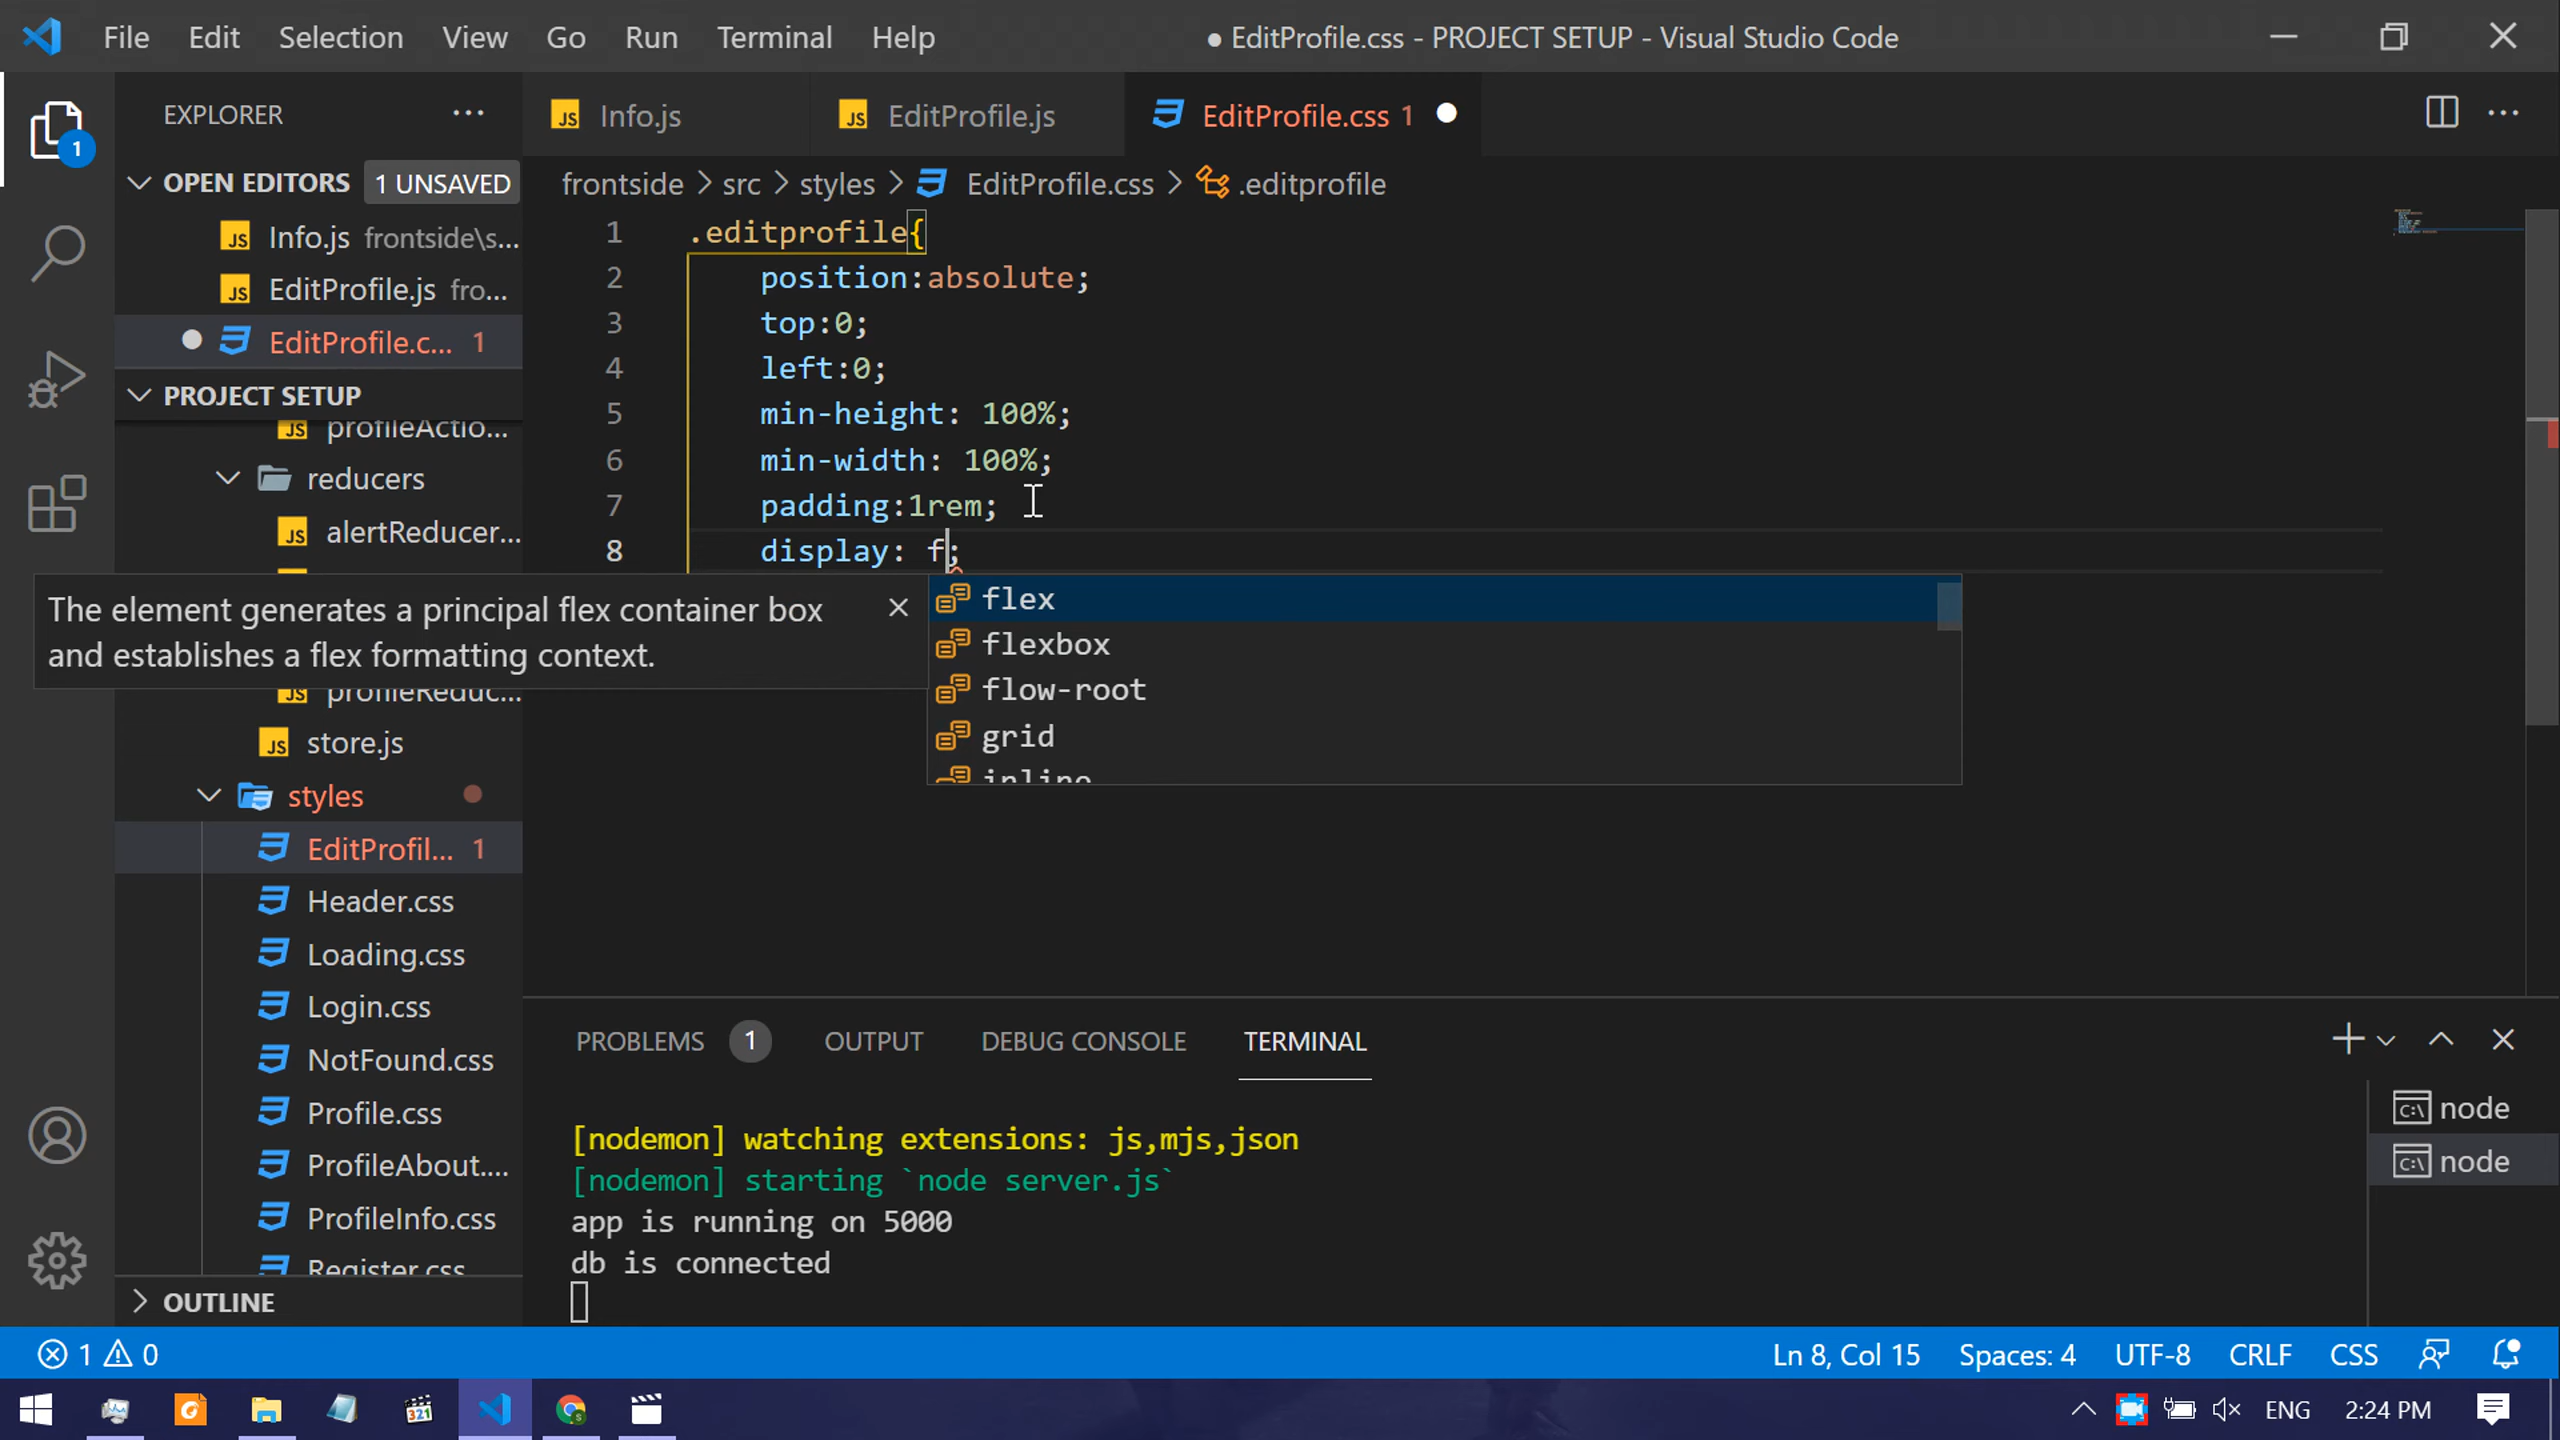 File Edit Selection View Go Run Terminal Help
● EditProfile.css - PROJECT SETUP - Visual Studio Code
EXPLORER
Info.js
EditProfile.js
EditProfile.css 1
OPEN EDITORS 1 UNSAVED
Info.js frontside\s...
EditProfile.js fro...
EditProfile.c... 1
PROJECT SETUP
profileActio...
reducers
alertReducer...
profileReduc...
store.js
styles
EditProfil... 1
Header.css
Loading.css
Login.css
NotFound.css
Profile.css
ProfileAbout....
ProfileInfo.css
Register.css
OUTLINE
1
frontside > src > styles > EditProfile.css > .editprofile
1 .editprofile{
2 position:absolute;
3 top:0;
4 left:0;
5 min-height: 100%;
6 min-width: 100%;
7 padding:1rem;
8 display: f;
The element generates a principal flex container box
and establishes a flex formatting context.
flex
flexbox
flow-root
grid
inline
PROBLEMS 1 OUTPUT DEBUG CONSOLE TERMINAL
[nodemon] watching extensions: js,mjs,json
[nodemon] starting `node server.js`
app is running on 5000
db is connected
node
node
1 0
Ln 8, Col 15 Spaces: 4 UTF-8 CRLF CSS
321
ENG 2:24 PM